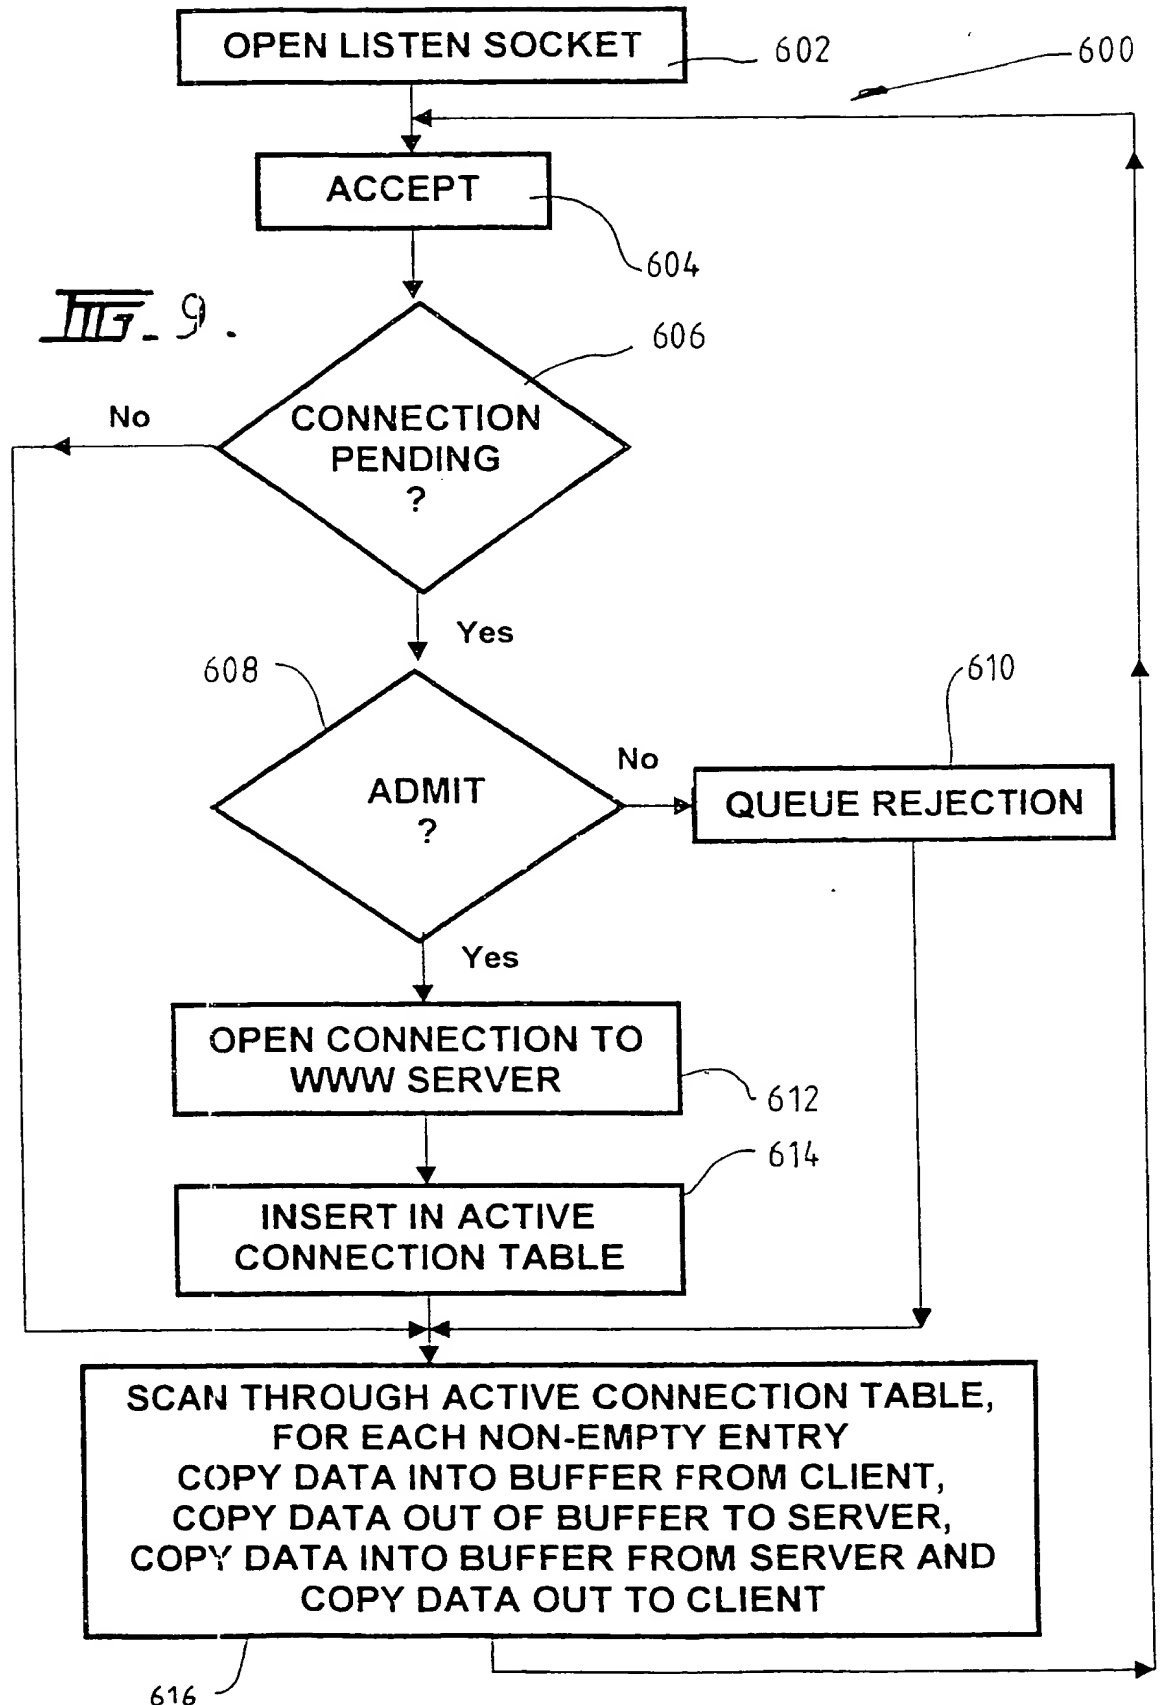 OPEN LISTEN SOCKET
602
600
ACCEPT
604
FIG. 9.
606
CONNECTION
PENDING
?
No
Yes
608
610
ADMIT
?
No
QUEUE REJECTION
Yes
OPEN CONNECTION TO
WWW SERVER
612
614
INSERT IN ACTIVE
CONNECTION TABLE
SCAN THROUGH ACTIVE CONNECTION TABLE,
FOR EACH NON-EMPTY ENTRY
COPY DATA INTO BUFFER FROM CLIENT,
COPY DATA OUT OF BUFFER TO SERVER,
COPY DATA INTO BUFFER FROM SERVER AND
COPY DATA OUT TO CLIENT
616